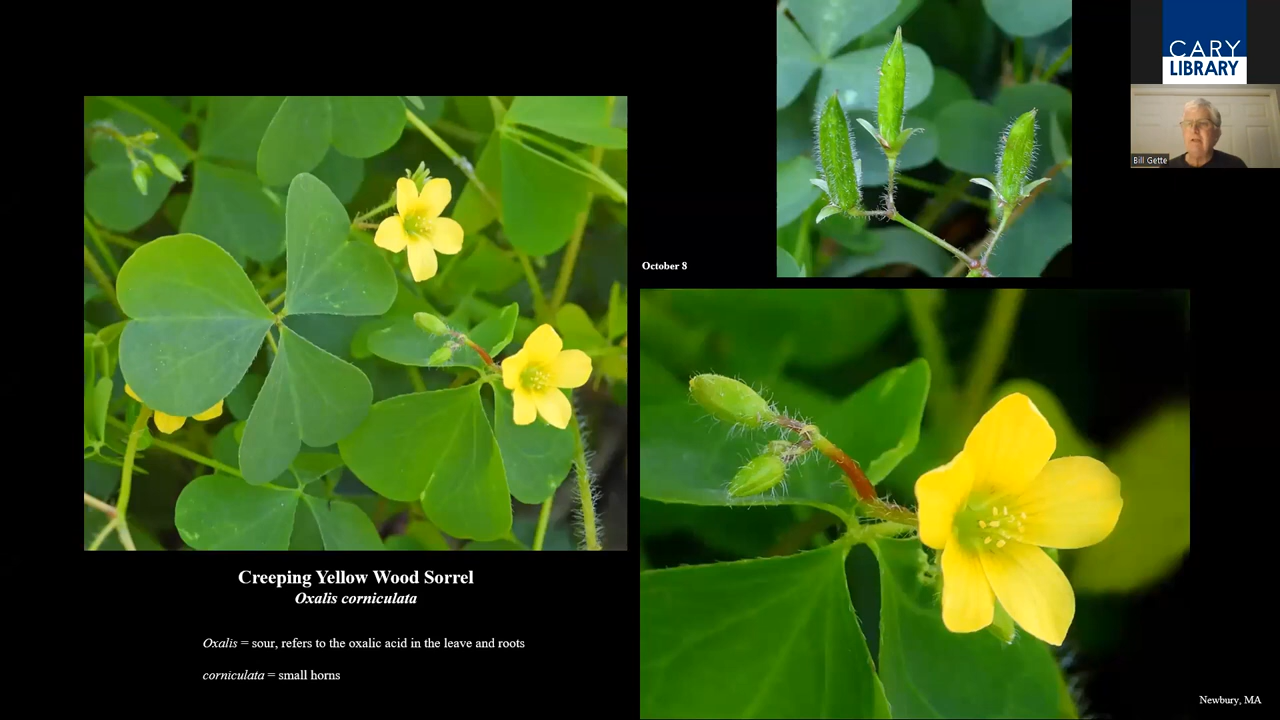 CARY
LIBRARY
Bill Gette
October 8
Creeping Yellow Wood Sorrel
Oxalis corniculata
Oxalis = sour, refers to the oxalic acid in the leave and roots
corniculata = small horns
Newbury, MA